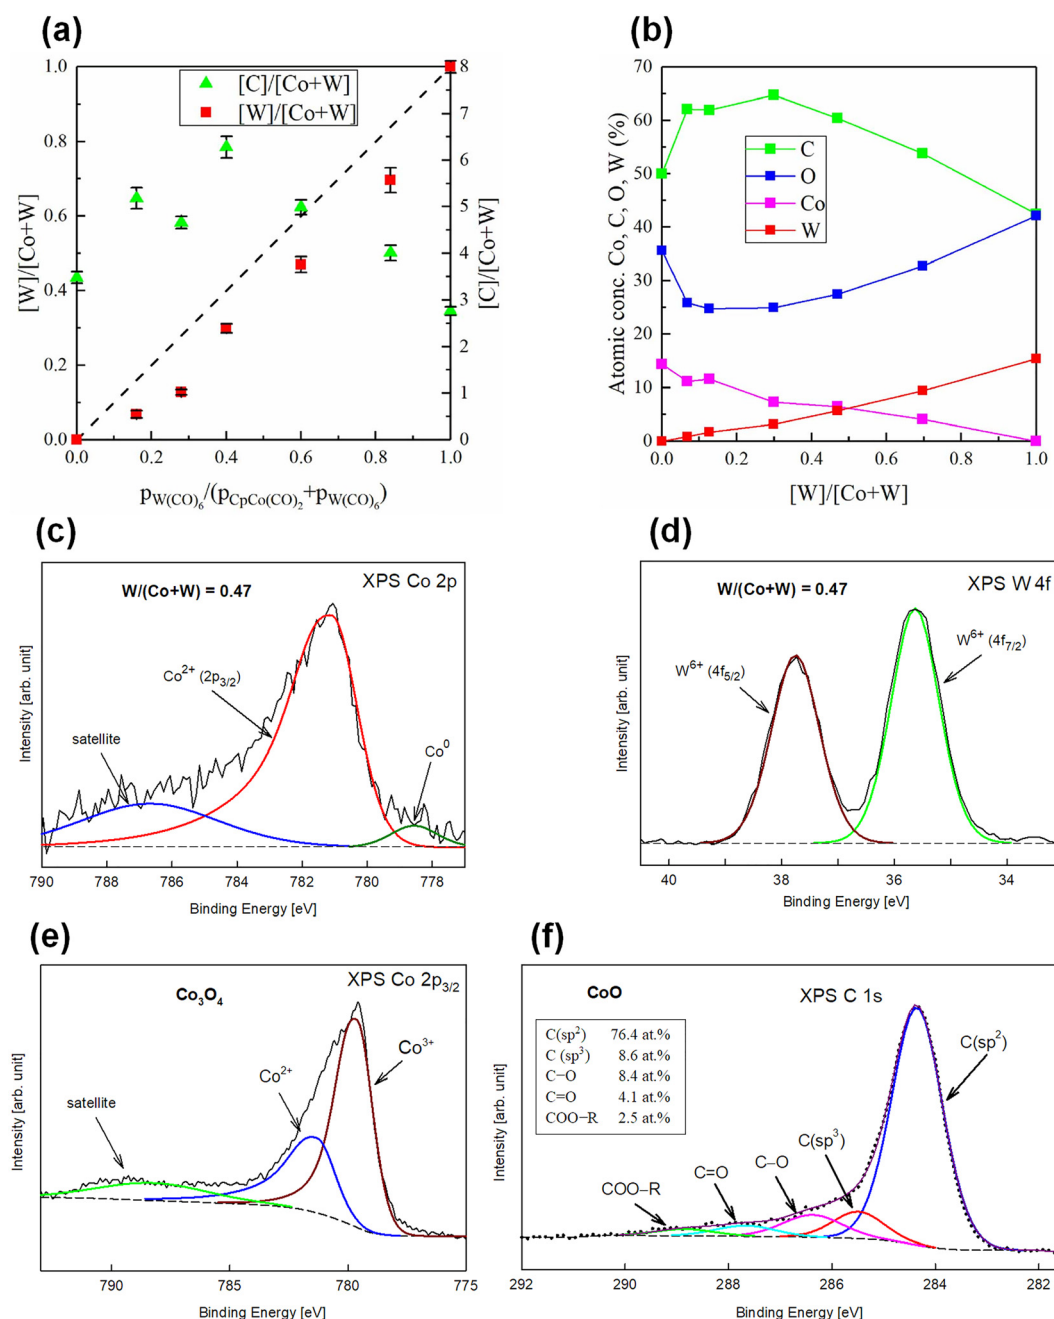 (a)
[C]/[Co+W]
[W]/[Co+W]
[W]/[Co+W]
[C]/[Co+W]
1.0
0.8
0.6
0.4
0.2
0.0
8
7
6
5
4
3
2
1
0
0.0 0.2 0.4 0.6 0.8 1.0
p_W(CO)₆/(p_CpCo(CO)₂+p_W(CO)₆)
(b)
Atomic conc. Co, C, O, W (%)
70
60
50
40
30
20
10
0
C
O
Co
W
0.0 0.2 0.4 0.6 0.8 1.0
[W]/[Co+W]
(c)
W/(Co+W) = 0.47
XPS Co 2p
Co²⁺ (2p₃/₂)
satellite
Co⁰
Intensity [arb. unit]
790 788 786 784 782 780 778
Binding Energy [eV]
(d)
W/(Co+W) = 0.47
XPS W 4f
W⁶⁺ (4f₅/₂)
W⁶⁺ (4f₇/₂)
Intensity [arb. unit]
40 38 36 34
Binding Energy [eV]
(e)
Co₃O₄
XPS Co 2p₃/₂
Co³⁺
Co²⁺
satellite
Intensity [arb. unit]
790 785 780 775
Binding Energy [eV]
(f)
CoO
XPS C 1s
C(sp²) 76.4 at.%
C (sp³) 8.6 at.%
C−O 8.4 at.%
C=O 4.1 at.%
COO−R 2.5 at.%
C(sp²)
C(sp³)
C–O
C=O
COO–R
Intensity [arb. unit]
292 290 288 286 284 282
Binding Energy [eV]